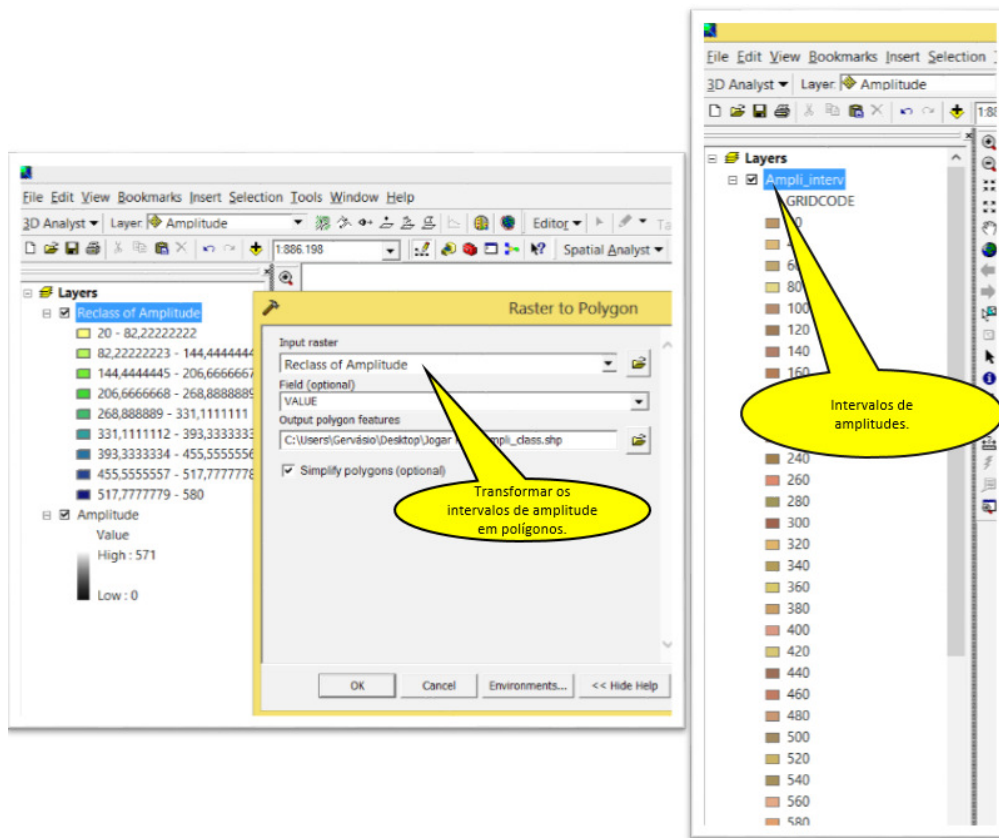 File Edit View Bookmarks Insert Selection Tools Window Help
3D Analyst Layer: Amplitude Editor
1:886.198 Spatial Analyst
Layers
Reclass of Amplitude
20 - 82,22222222
82,22222223 - 144,4444444
144,4444445 - 206,6666667
206,6666668 - 268,8888889
268,888889 - 331,1111111
331,1111112 - 393,3333333
393,3333334 - 455,5555556
455,5555557 - 517,7777778
517,7777779 - 580
Amplitude
Value
High : 571
Low : 0
Raster to Polygon
Input raster
Reclass of Amplitude
Field (optional)
VALUE
Output polygon features
C:\Users\Gervásio\Desktop\Jogar mpli_class.shp
Simplify polygons (optional)
Transformar os
intervalos de amplitude
em polígonos.
OK Cancel Environments... << Hide Help
File Edit View Bookmarks Insert Selection
3D Analyst Layer: Amplitude
Layers
Ampli_interv
GRIDCODE
80
100
120
140
160
Intervalos de
amplitudes.
240
260
280
300
320
340
360
380
400
420
440
460
480
500
520
540
560
580